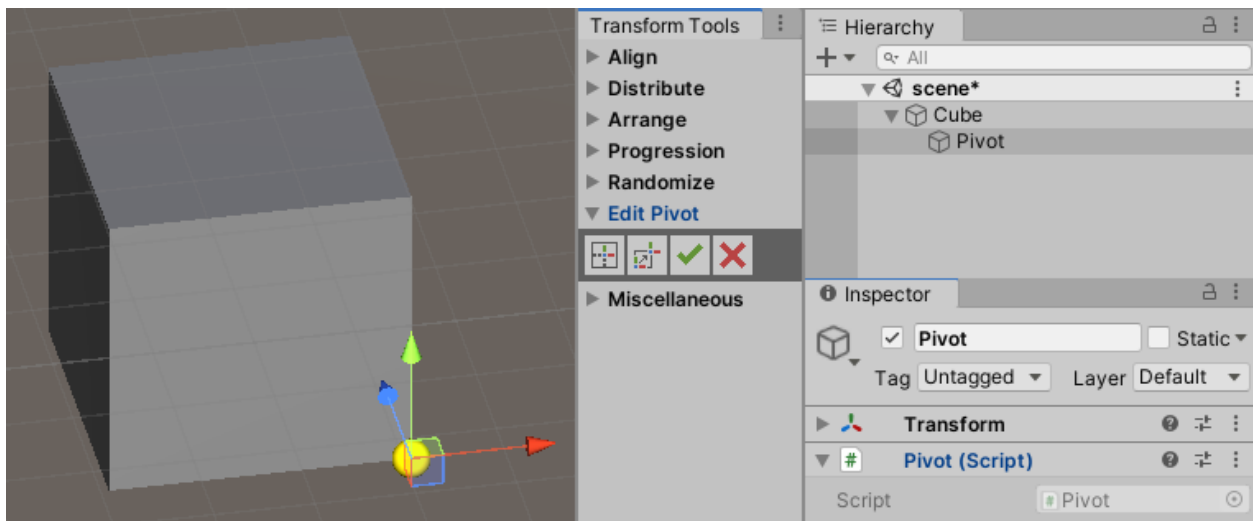 Transform Tools
Align
Distribute
Arrange
Progression
Randomize
Edit Pivot
Miscellaneous
Hierarchy
All
scene*
Cube
Pivot
Inspector
Pivot
Static
Tag Untagged Layer Default
Transform
# Pivot (Script)
Script # Pivot